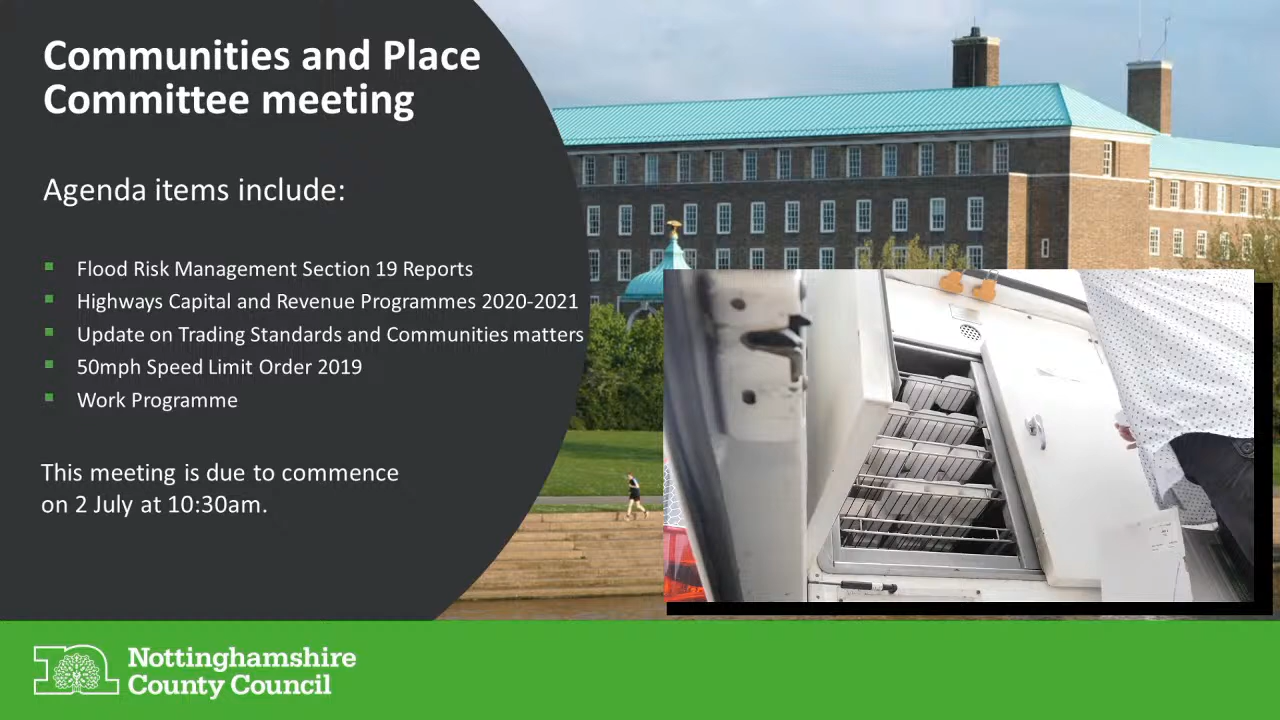 Communities and Place
Committee meeting
Agenda items include:
Flood Risk Management Section 19 Reports
Highways Capital and Revenue Programmes 2020-2021
Update on Trading Standards and Communities matters
50mph Speed Limit Order 2019
Work Programme
This meeting is due to commence
on 2 July at 10:30am.
Nottinghamshire
County Council